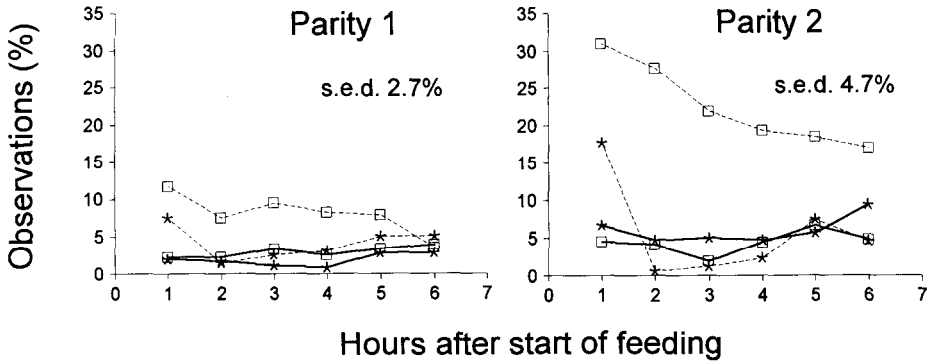 Parity 1
Parity 2
s.e.d. 2.7%
s.e.d. 4.7%
Observations (%)
35
30
25
20
15
10
5
0
0 1 2 3 4 5 6 7
35
30
25
20
15
10
5
0
0 1 2 3 4 5 6 7
Hours after start of feeding